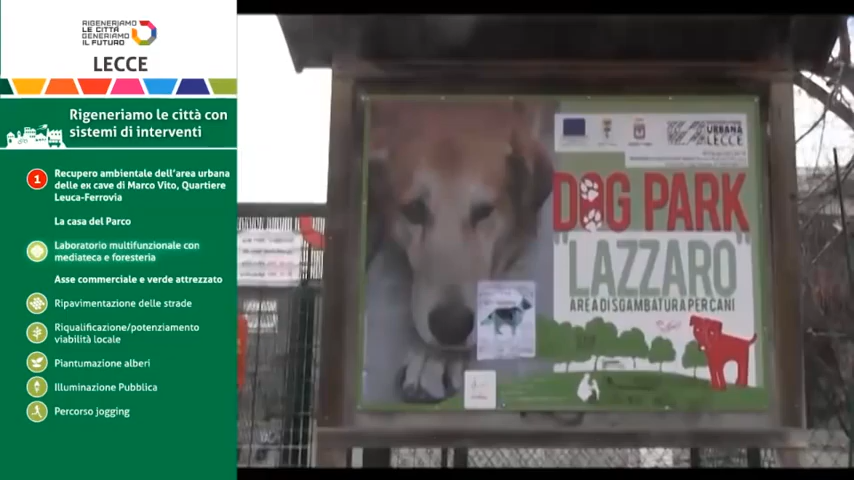 RIGENERIAMO
LE CITTÀ
GENERIAMO
IL FUTURO
LECCE
Rigeneriamo le città con
sistemi di interventi
1
Recupero ambientale dell'area urbana
delle ex cave di Marco Vito, Quartiere
Leuca-Ferrovia
La casa del Parco
Laboratorio multifunzionale con
mediateca e foresteria
Asse commerciale e verde attrezzato
Ripavimentazione delle strade
Riqualificazione/potenziamento
viabilità locale
Piantumazione alberi
Illuminazione Pubblica
Percorso jogging
URBANA
LECCE
DOG PARK
"LAZZARO"
AREA DI SGAMBATURA PER CANI